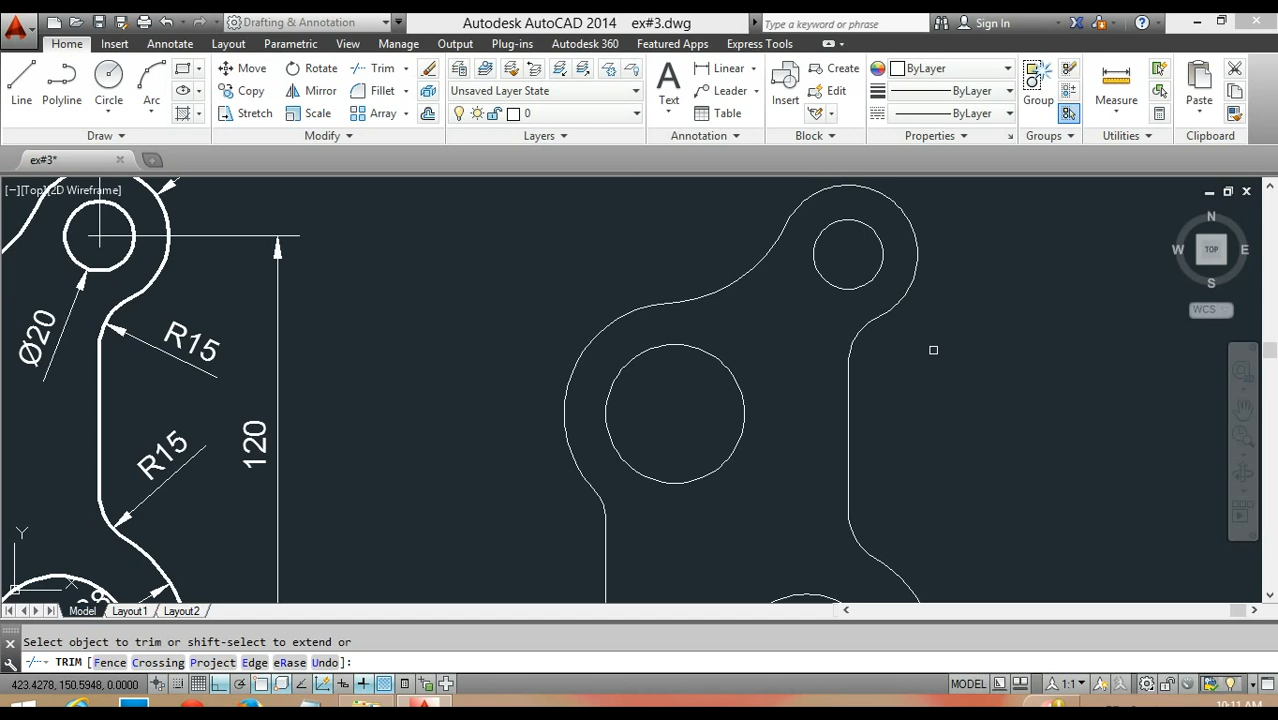 Drafting & Annotation
Autodesk AutoCAD 2014 ex#3.dwg
Type a keyword or phrase
Sign In
Home Insert Annotate Layout Parametric View Manage Output Plug-ins Autodesk 360 Featured Apps Express Tools
Line Polyline Circle Arc
Move Rotate Trim
Copy Mirror Fillet
Stretch Scale Array
Unsaved Layer State
0
Text
Linear
Leader
Table
Insert
Create
Edit
ByLayer
ByLayer
ByLayer
Group
Measure
Paste
Draw Modify Layers Annotation Block Properties Groups Utilities Clipboard
ex#3*
[−][Top][2D Wireframe]
N
W TOP E
S
WCS
Ø20
R15
120
R15
Y
X
Model Layout1 Layout2
Select object to trim or shift-select to extend or
TRIM [Fence Crossing Project Edge eRase Undo]:
423.4278, 150.5948, 0.0000
MODEL
1:1
10:11 AM